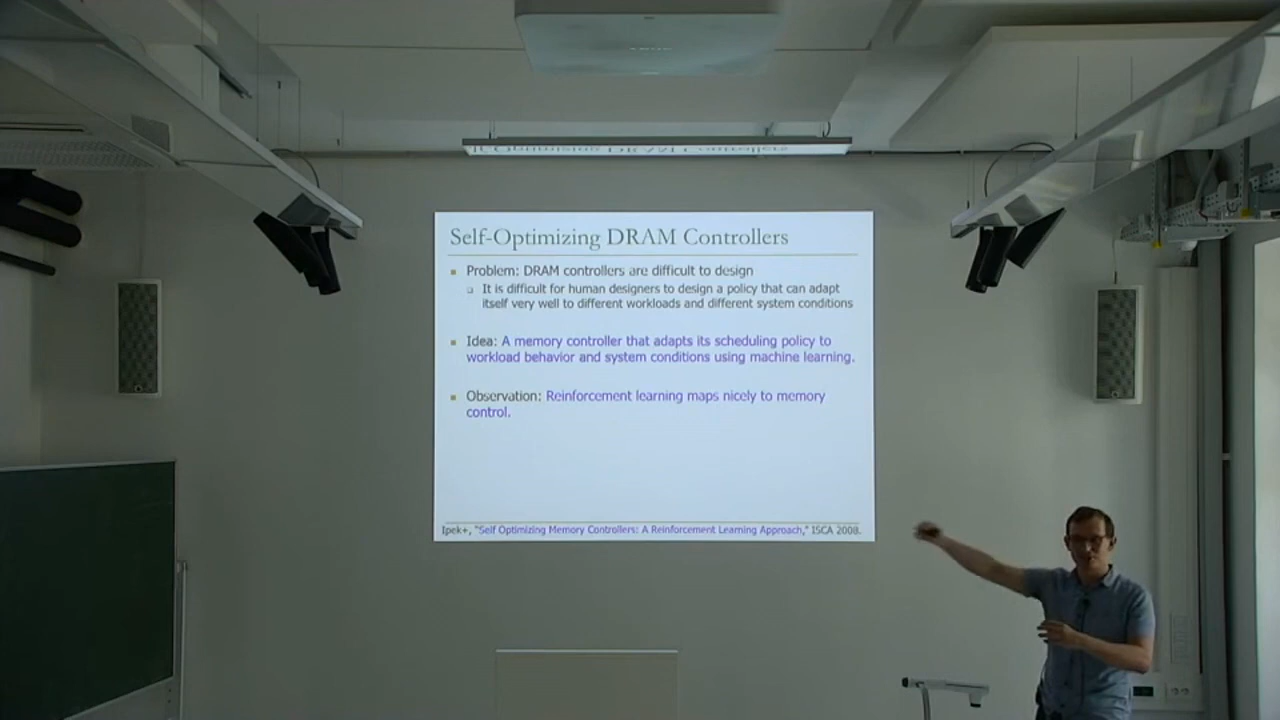 Self-Optimizing DRAM Controllers
Problem: DRAM controllers are difficult to design
It is difficult for human designers to design a policy that can adapt
itself very well to different workloads and different system conditions
Idea: A memory controller that adapts its scheduling policy to
workload behavior and system conditions using machine learning.
Observation: Reinforcement learning maps nicely to memory
control.
Ipek+, "Self Optimizing Memory Controllers: A Reinforcement Learning Approach," ISCA 2008.